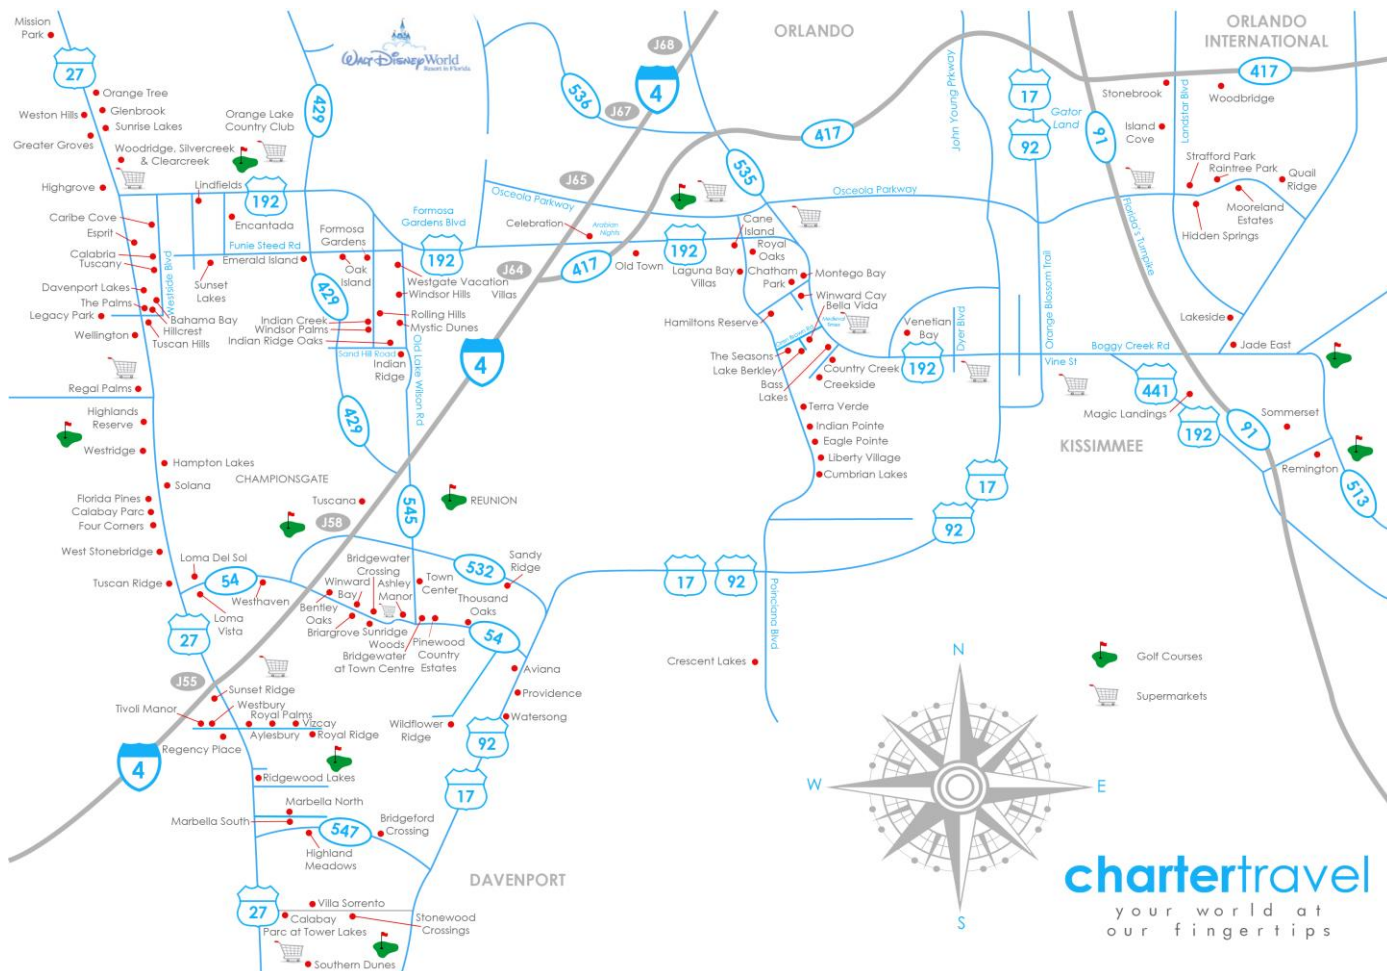 Mission
Park
27
Orange Tree
Glenbrook
Weston Hills
Sunrise Lakes
Greater Groves
Woodridge, Silvercreek
& Clearcreek
Highgrove
Orange Lake
Country Club
429
Walt Disney World
Resort in Florida
Lindfields
192
Encantada
Caribe Cove
Esprit
Calabria
Tuscany
Davenport Lakes
The Palms
Legacy Park
Wellington
Westside Blvd
Bahama Bay
Hillcrest
Tuscan Hills
Funie Steed Rd
Sunset
Lakes
Emerald Island
Formosa
Gardens
Oak
Island
Formosa
Gardens Blvd
192
429
Westgate Vacation
Villas
Windsor Hills
Rolling Hills
Mystic Dunes
Indian Creek
Windsor Palms
Indian Ridge Oaks
Sand Hill Road
Indian
Ridge
Old Lake Wilson Rd
536
J68
4
J67
ORLANDO
417
J65
Osceola Parkway
Celebration
Arabian
Nights
J64
417
Old Town
192
535
Osceola Parkway
Cane
Island
Royal
Oaks
Laguna Bay
Villas
Chatham
Park
Montego Bay
Winward Cay
Bella Vida
Medieval
Times
Hamiltons Reserve
The Seasons
Lake Berkley
Bass
Lakes
Country Creek
Creekside
Terra Verde
Indian Pointe
Eagle Pointe
Liberty Village
Cumbrian Lakes
John Young Prkway
17
92
Gator
Land
91
Florida's Turnpike
Orange Blossom Trail
Venetian
Bay
Dyer Blvd
192
Vine St
Boggy Creek Rd
ORLANDO
INTERNATIONAL
417
Stonebrook
Woodbridge
Landstar Blvd
Island
Cove
Strafford Park
Raintree Park
Quail
Ridge
Mooreland
Estates
Hidden Springs
Lakeside
Jade East
441
Magic Landings
192
91
Sommerset
Remington
513
KISSIMMEE
17
92
Regal Palms
Highlands
Reserve
Westridge
Hampton Lakes
Solana
CHAMPIONSGATE
Florida Pines
Calabay Parc
Four Corners
West Stonebridge
Tuscan Ridge
429
4
Tuscana
J58
545
REUNION
Loma Del Sol
54
Westhaven
Loma
Vista
27
Bridgewater
Crossing
Winward
Bay
Ashley
Manor
Bentley
Oaks
Briargrove
Sunridge
Woods
Bridgewater
at Town Centre
Town
Center
532
Sandy
Ridge
Thousand
Oaks
Pinewood
Country
Estates
54
17
92
Poinciana Blvd
Crescent Lakes
Aviana
Providence
Watersong
Wildflower
Ridge
92
17
J55
Sunset Ridge
Westbury
Tivoli Manor
Royal Palms
Vizcay
Aylesbury
Royal Ridge
Regency Place
4
Ridgewood Lakes
Marbella North
Marbella South
547
Bridgeford
Crossing
Highland
Meadows
DAVENPORT
27
Villa Sorrento
Calabay
Parc at Tower Lakes
Stonewood
Crossings
Southern Dunes
Golf Courses
Supermarkets
N
W
E
S
chartertravel
your world at
our fingertips